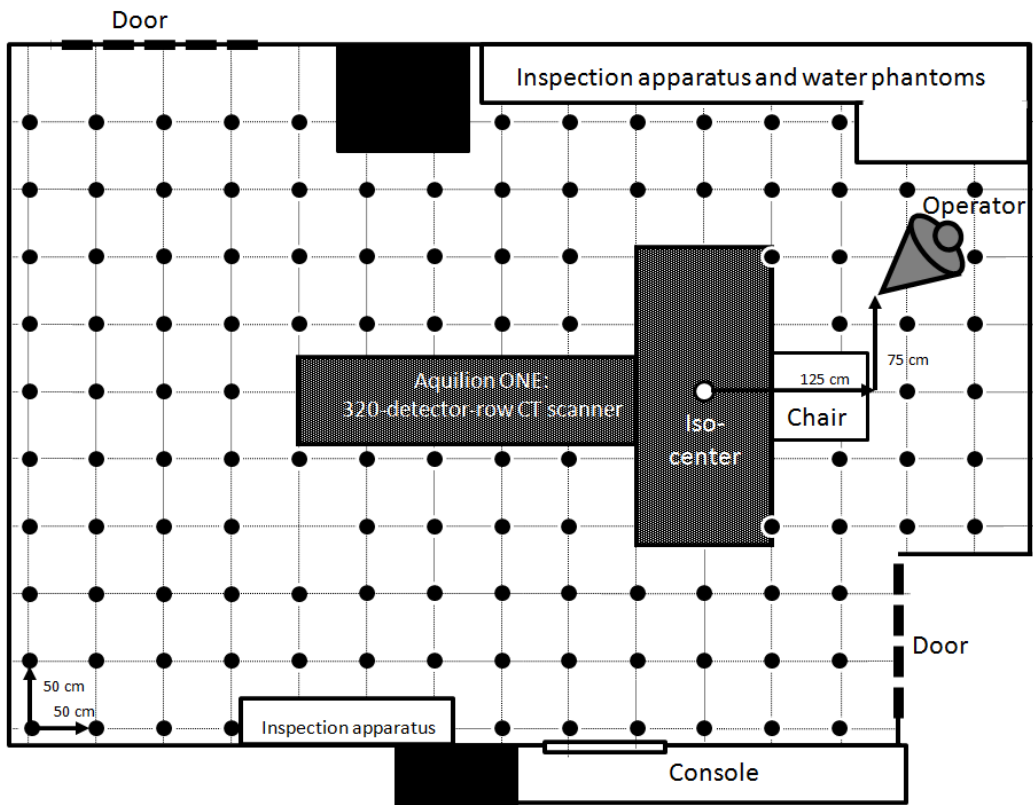 Door
Inspection apparatus and water phantoms
Operator
75 cm
Aquilion ONE:
320-detector-row CT scanner
125 cm
Chair
Iso-
center
Door
50 cm
50 cm
Inspection apparatus
Console